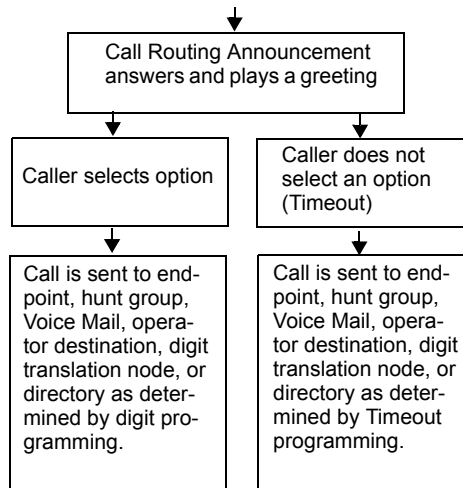 Call Routing Announcement
answers and plays a greeting
Caller selects option
Caller does not
select an option
(Timeout)
Call is sent to end-
point, hunt group,
Voice Mail, opera-
tor destination, digit
translation node, or
directory as deter-
mined by digit pro-
gramming.
Call is sent to end-
point, hunt group,
Voice Mail, opera-
tor destination, digit
translation node, or
directory as deter-
mined by Timeout
programming.